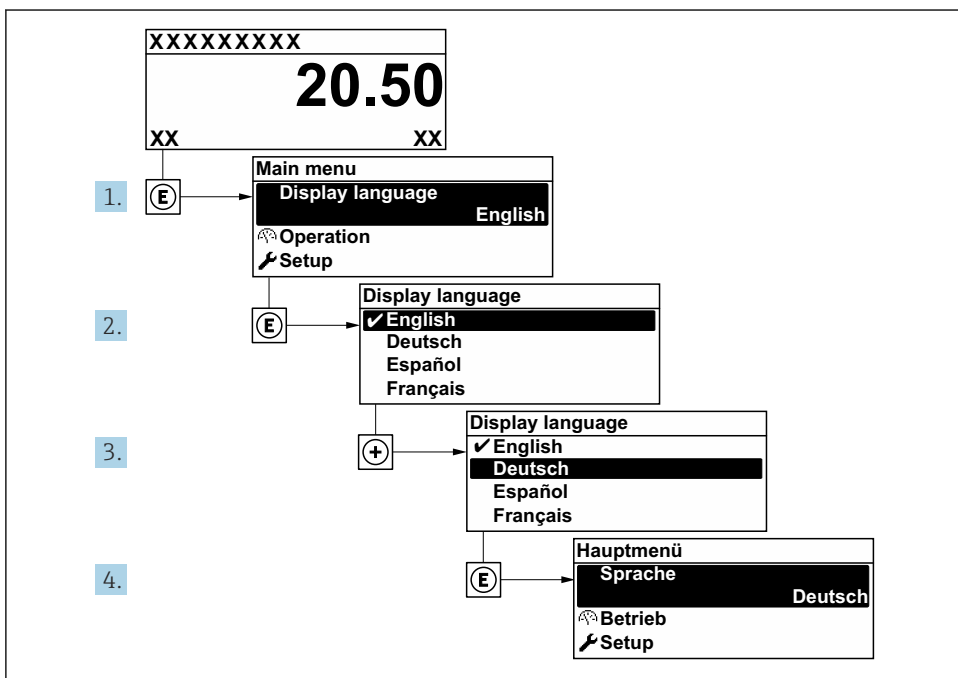 XXXXXXXXX
20.50
XX XX
1. E
Main menu
Display language
English
Operation
Setup
2. E
Display language
✔ English
Deutsch
Español
Français
3. +
Display language
✔ English
Deutsch
Español
Français
4. E
Hauptmenü
Sprache
Deutsch
Betrieb
Setup